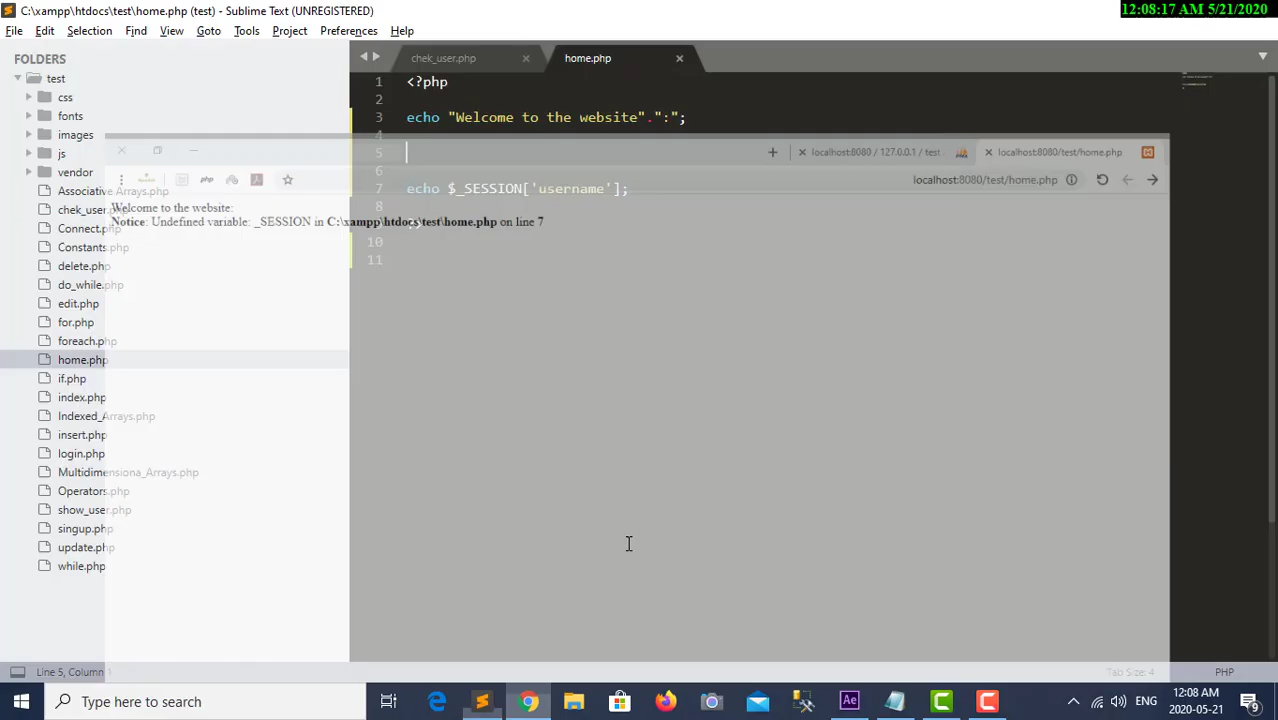 C:\xampp\htdocs\test\home.php (test) - Sublime Text (UNREGISTERED)
12:08:17 AM 5/21/2020
File Edit Selection Find View Goto Tools Project Preferences Help
FOLDERS
test
css
fonts
images
js
vendor
Associative Arrays.php
chek_user.php
Connect.php
Constants.php
delete.php
do_while.php
edit.php
for.php
foreach.php
home.php
if.php
index.php
Indexed_Arrays.php
insert.php
login.php
Multidimensiona_Arrays.php
Operators.php
show_user.php
singup.php
update.php
while.php
chek_user.php
home.php
1 <?php
2
3 echo "Welcome to the website".":";
4
5
6
7 echo $_SESSION['username'];
8
?>
10
11
localhost:8080 / 127.0.0.1 / test
localhost:8080/test/home.php
localhost:8080/test/home.php
php
Welcome to the website:
Notice: Undefined variable: _SESSION in C:\xampp\htdocs\test\home.php on line 7
Line 5, Column
Tab Size: 4
PHP
Type here to search
Ae
ENG
12:08 AM
2020-05-21
9